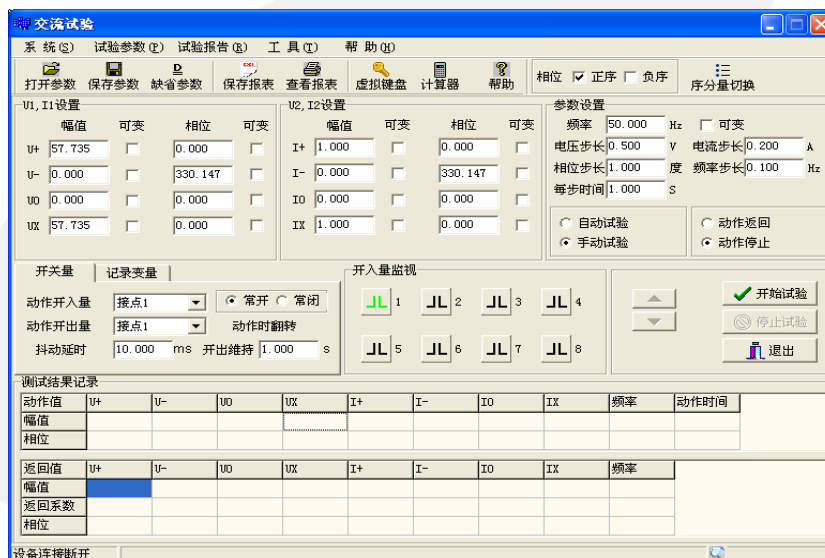 交流试验
系 统(S) 试验参数(P) 试验报告(R) 工 具(T) 帮 助(H)
打开参数 保存参数 缺省参数 保存报表 查看报表 虚拟键盘 计算器 帮助 相位 正序 负序 序分量切换
U1,I1设置
幅值 可变 相位 可变
U+ 57.735 0.000
U- 0.000 330.147
U0 0.000 0.000
UX 57.735 0.000
U2,I2设置
幅值 可变 相位 可变
I+ 1.000 0.000
I- 0.000 330.147
I0 0.000 0.000
IX 1.000 0.000
参数设置
频率 50.000 Hz 可变
电压步长 0.500 V 电流步长 0.200 A
相位步长 1.000 度 频率步长 0.100 Hz
每步时间 1.000 S
自动试验 动作返回
手动试验 动作停止
开关量 记录变量
动作开入量 接点1 常开 常闭
动作开出量 接点1 动作时翻转
抖动延时 10.000 ms 开出维持 1.000 s
开入量监视
1 2 3 4
5 6 7 8
开始试验
停止试验
退出
测试结果记录
动作值 U+ U- U0 UX I+ I- I0 IX 频率 动作时间
幅值
相位
返回值 U+ U- U0 UX I+ I- I0 IX 频率
幅值
返回系数
相位
设备连接断开